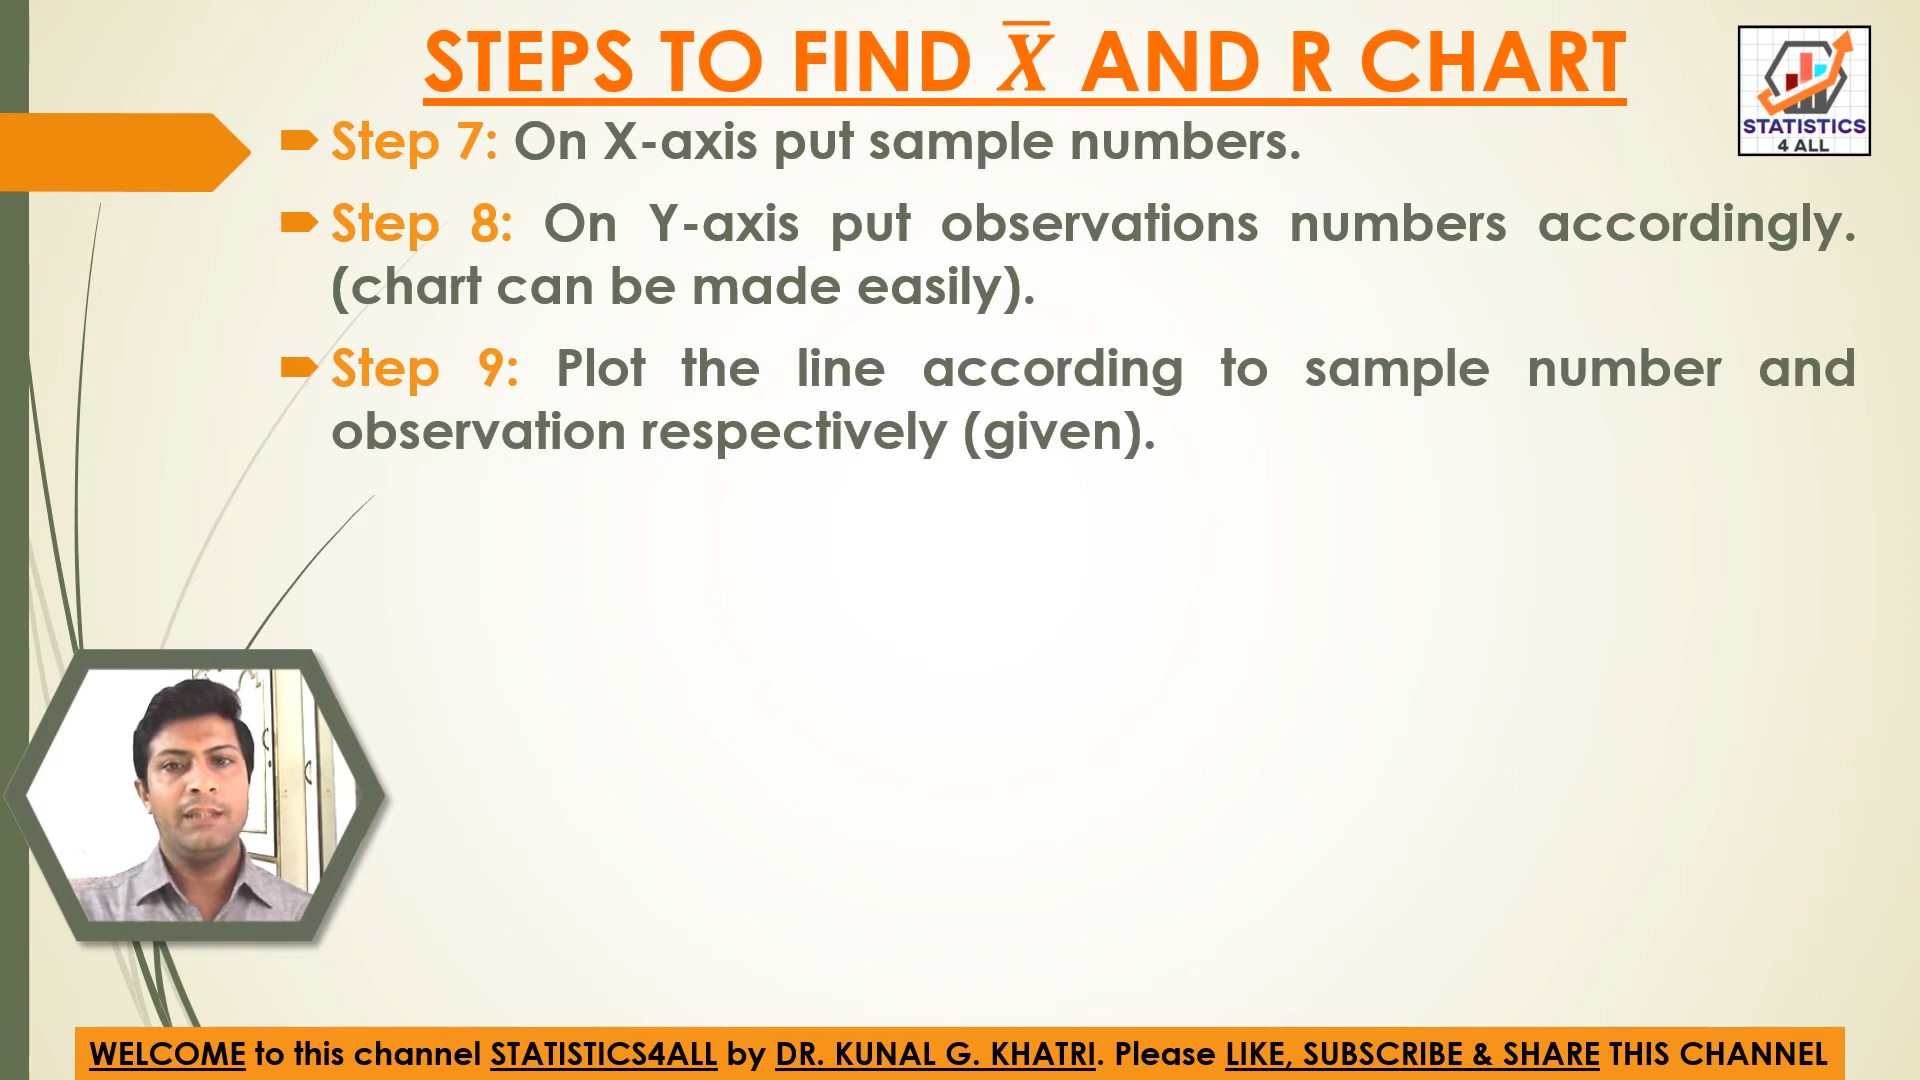 STEPS TO FIND X̅ AND R CHART
STATISTICS
4 ALL
Step 7: On X-axis put sample numbers.
Step 8: On Y-axis put observations numbers accordingly.
(chart can be made easily).
Step 9: Plot the line according to sample number and
observation respectively (given).
WELCOME to this channel STATISTICS4ALL by DR. KUNAL G. KHATRI. Please LIKE, SUBSCRIBE & SHARE THIS CHANNEL